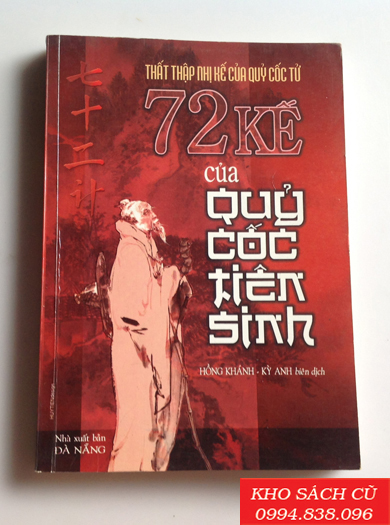 THẤT THẬP NHỊ KẾ CỦA QUỶ CỐC TỬ
七十二计
72 KẾ
của
QUỶ
CỐC
TIÊN
SINH
HỒNG KHÁNH - KỲ ANH biên dịch
Nhà xuất bản
ĐÀ NẴNG
KHO SÁCH CŨ
0994.838.096